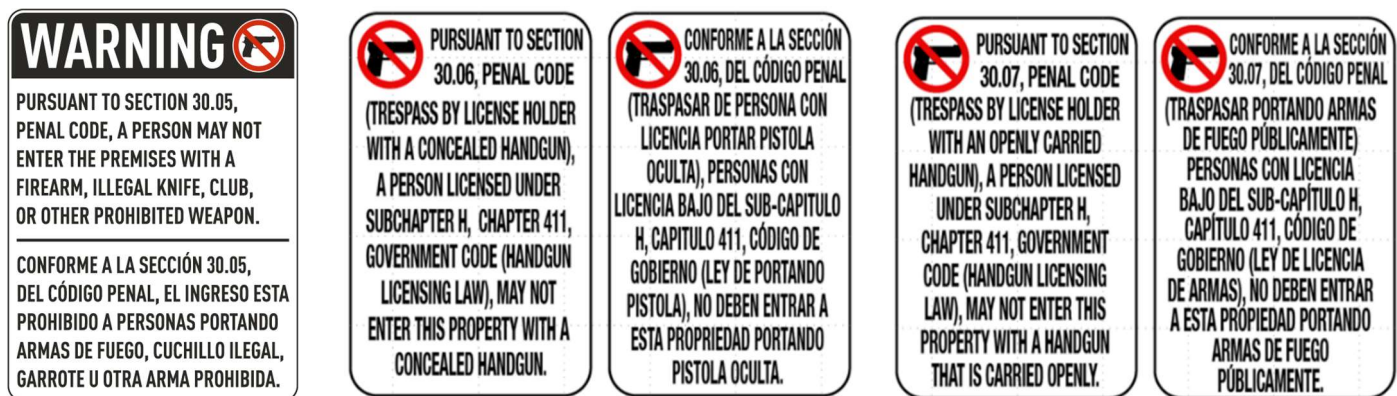 WARNING
PURSUANT TO SECTION 30.05,
PENAL CODE, A PERSON MAY NOT
ENTER THE PREMISES WITH A
FIREARM, ILLEGAL KNIFE, CLUB,
OR OTHER PROHIBITED WEAPON.
CONFORME A LA SECCIÓN 30.05,
DEL CÓDIGO PENAL, EL INGRESO ESTA
PROHIBIDO A PERSONAS PORTANDO
ARMAS DE FUEGO, CUCHILLO ILEGAL,
GARROTE U OTRA ARMA PROHIBIDA.
PURSUANT TO SECTION
30.06, PENAL CODE
(TRESPASS BY LICENSE HOLDER
WITH A CONCEALED HANDGUN),
A PERSON LICENSED UNDER
SUBCHAPTER H, CHAPTER 411,
GOVERNMENT CODE (HANDGUN
LICENSING LAW), MAY NOT
ENTER THIS PROPERTY WITH A
CONCEALED HANDGUN.
CONFORME A LA SECCIÓN
30.06, DEL CÓDIGO PENAL
(TRASPASAR DE PERSONA CON
LICENCIA PORTAR PISTOLA
OCULTA), PERSONAS CON
LICENCIA BAJO DEL SUB-CAPITULO
H, CAPITULO 411, CÓDIGO DE
GOBIERNO (LEY DE PORTANDO
PISTOLA), NO DEBEN ENTRAR A
ESTA PROPRIEDAD PORTANDO
PISTOLA OCULTA.
PURSUANT TO SECTION
30.07, PENAL CODE
(TRESPASS BY LICENSE HOLDER
WITH AN OPENLY CARRIED
HANDGUN), A PERSON LICENSED
UNDER SUBCHAPTER H,
CHAPTER 411, GOVERNMENT
CODE (HANDGUN LICENSING
LAW), MAY NOT ENTER THIS
PROPERTY WITH A HANDGUN
THAT IS CARRIED OPENLY.
CONFORME A LA SECCIÓN
30.07, DEL CÓDIGO PENAL
(TRASPASAR PORTANDO ARMAS
DE FUEGO PÚBLICAMENTE)
PERSONAS CON LICENCIA
BAJO DEL SUB-CAPÍTULO H,
CAPÍTULO 411, CÓDIGO DE
GOBIERNO (LEY DE LICENCIA
DE ARMAS), NO DEBEN ENTRAR
A ESTA PROPIEDAD PORTANDO
ARMAS DE FUEGO
PÚBLICAMENTE.